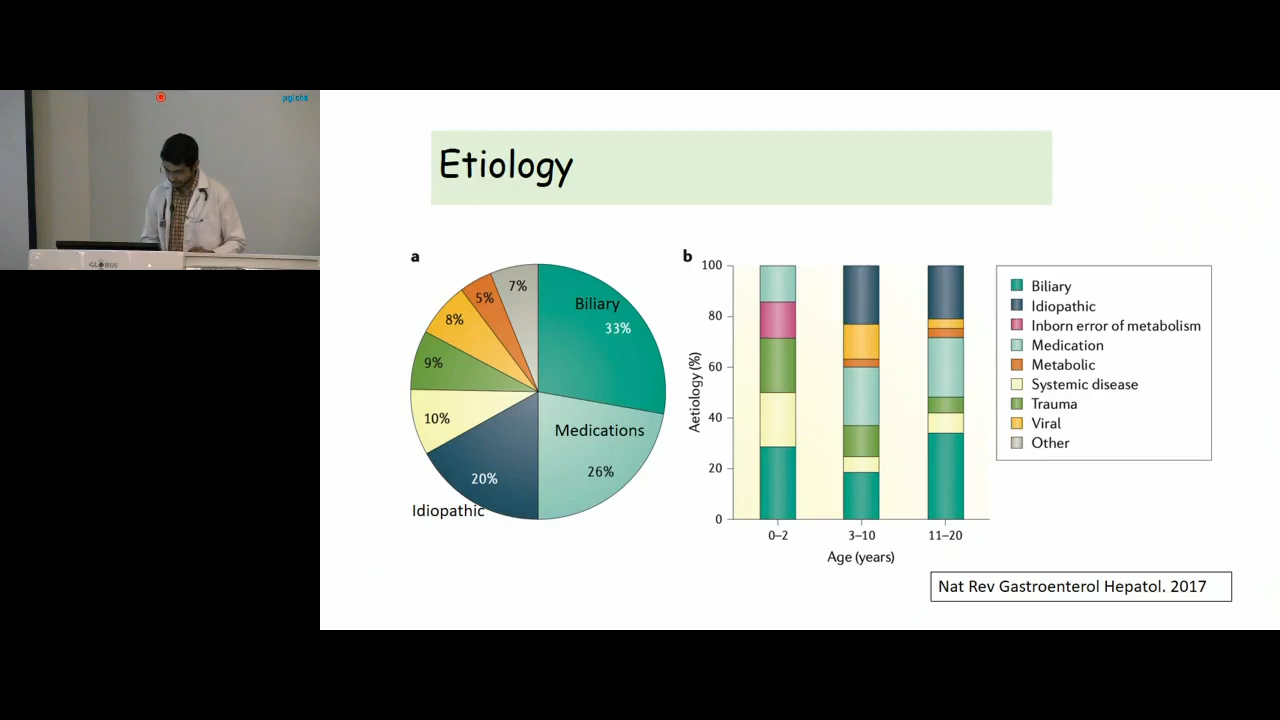 pgiche
GLOBUS
Etiology
a
Biliary
33%
Medications
26%
Idiopathic
20%
10%
9%
8%
5%
7%
b
Aetiology (%)
100
80
60
40
20
0
0–2
3–10
11–20
Age (years)
Biliary
Idiopathic
Inborn error of metabolism
Medication
Metabolic
Systemic disease
Trauma
Viral
Other
Nat Rev Gastroenterol Hepatol. 2017